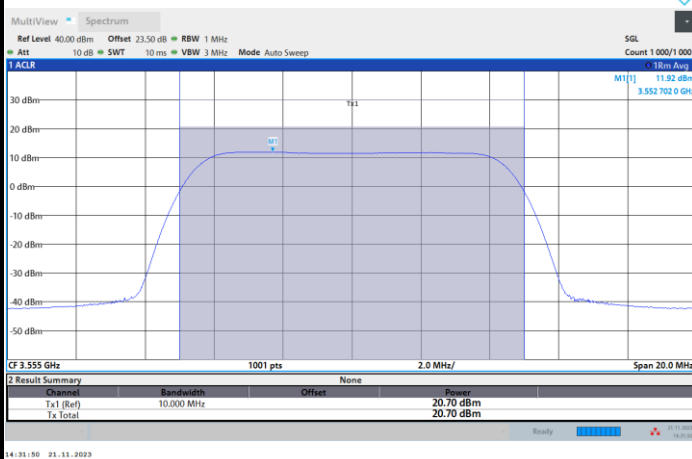 MultiView Spectrum
Ref Level 40.00 dBm Offset 23.50 dB RBW 1 MHz SGL
Att 10 dB SWT 10 ms VBW 3 MHz Mode Auto Sweep Count 1 000/1 000
1 ACLR 1Rm Avg
M1[1] 11.92 dBm
3.552 702 0 GHz
30 dBm
Tx1
20 dBm
M1
10 dBm
0 dBm
-10 dBm
-20 dBm
-30 dBm
-40 dBm
-50 dBm
CF 3.555 GHz 1001 pts 2.0 MHz/ Span 20.0 MHz
2 Result Summary None
Channel Bandwidth Offset Power
Tx1 (Ref) 10.000 MHz 20.70 dBm
Tx Total 20.70 dBm
Ready 21.11.2023
14:31:50 21.11.2023